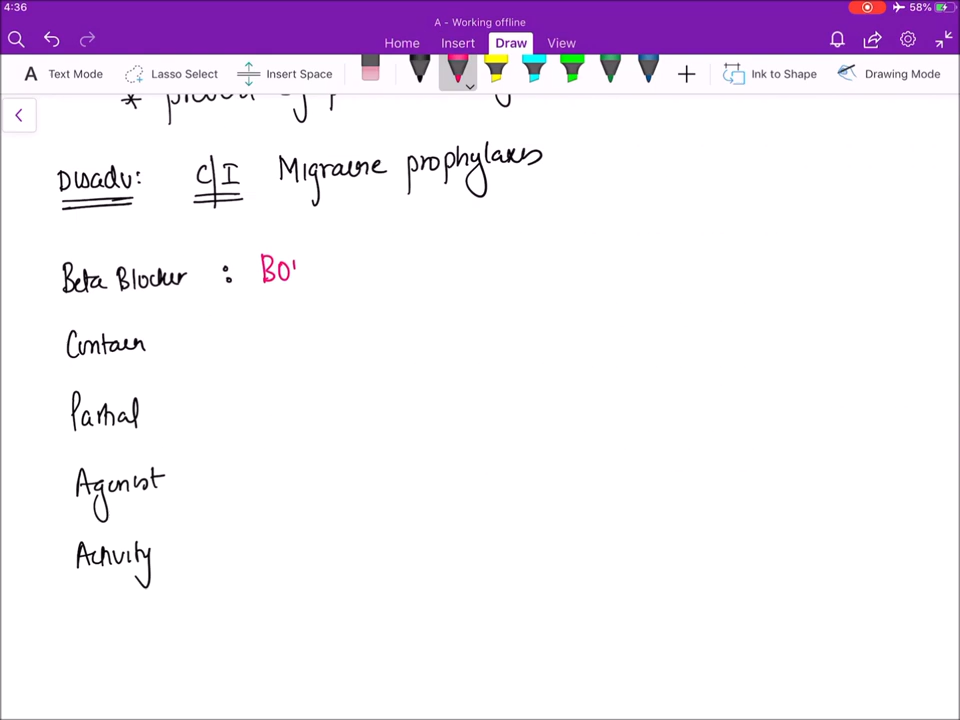 4:36
58%
A - Working offline
Home Insert Draw View
A Text Mode Lasso Select Insert Space Ink to Shape Drawing Mode
Disadv: C/I Migraine prophylaxis
Beta Blocker : BO
Contain
Partial
Agonist
Activity